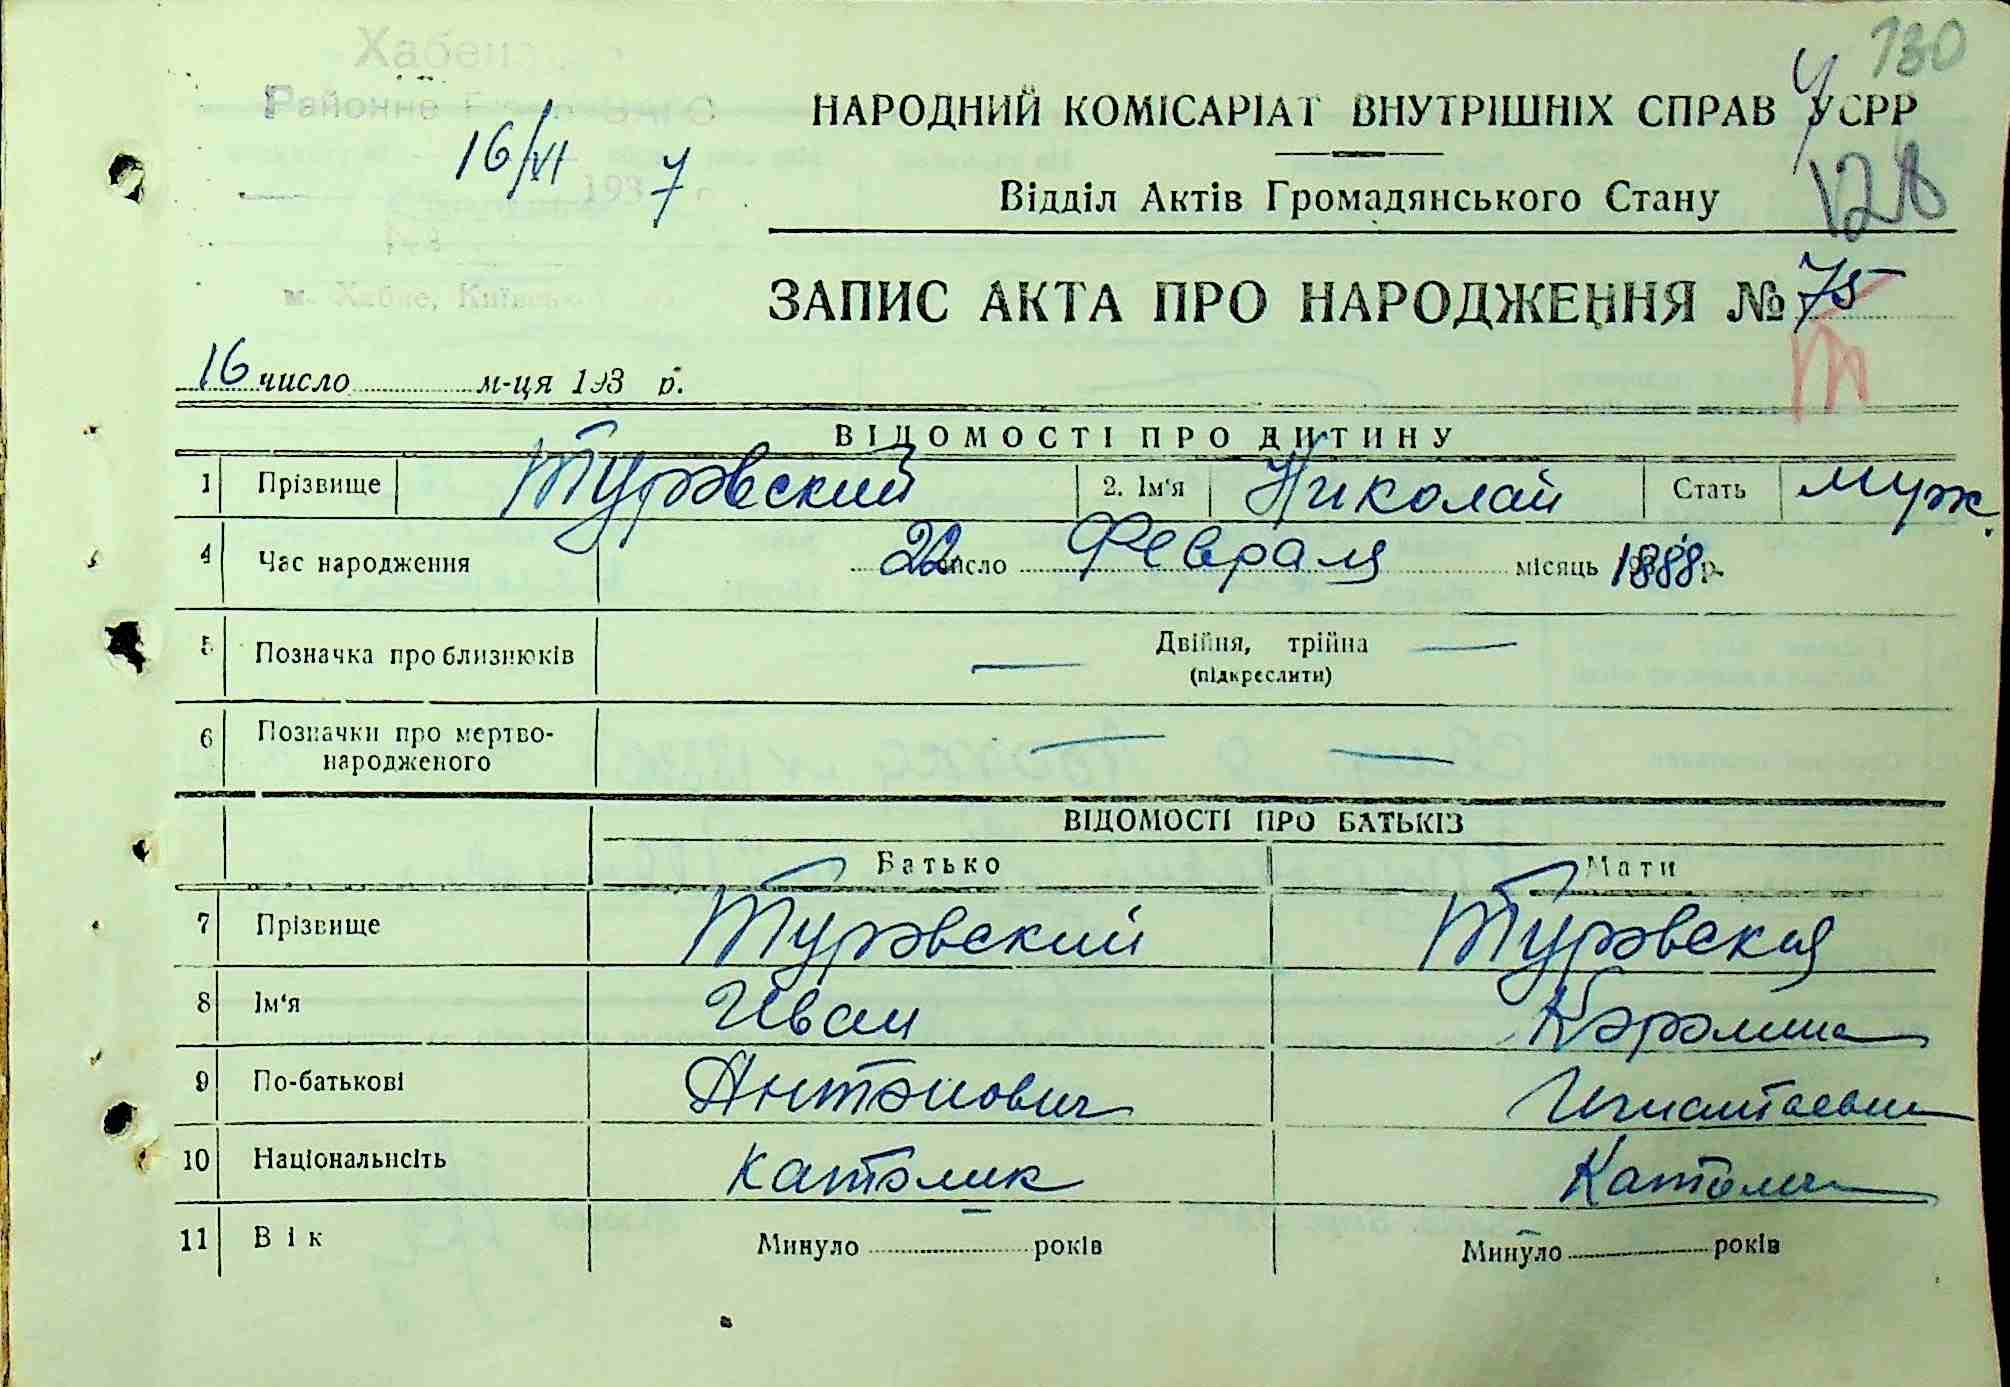 130
НАРОДНИЙ КОМІСАРІАТ ВНУТРІШНІХ СПРАВ УСРР
16/VI 1937 г
Відділ Актів Громадянського Стану
128
м. Хабне,
ЗАПИС АКТА ПРО НАРОДЖЕННЯ № 75
16 число м-ця 193 р.
ВІДОМОСТІ ПРО ДИТИНУ
1 Прізвище Туровский 2. Ім'я Николай Стать муж.
4 Час народження 22 число Февраля місяць 1888 р.
5 Позначка про близнюків — Двійня, трійна —
(підкреслити)
6 Позначки про мертво-
народженого — —
ВІДОМОСТІ ПРО БАТЬКІВ
Батько Мати
7 Прізвище Туровский Туровская
8 Ім'я Иван Каролина
9 По-батькові Антонович Игнатьевна
10 Національність католик Католич
11 Вік Минуло років Минуло років